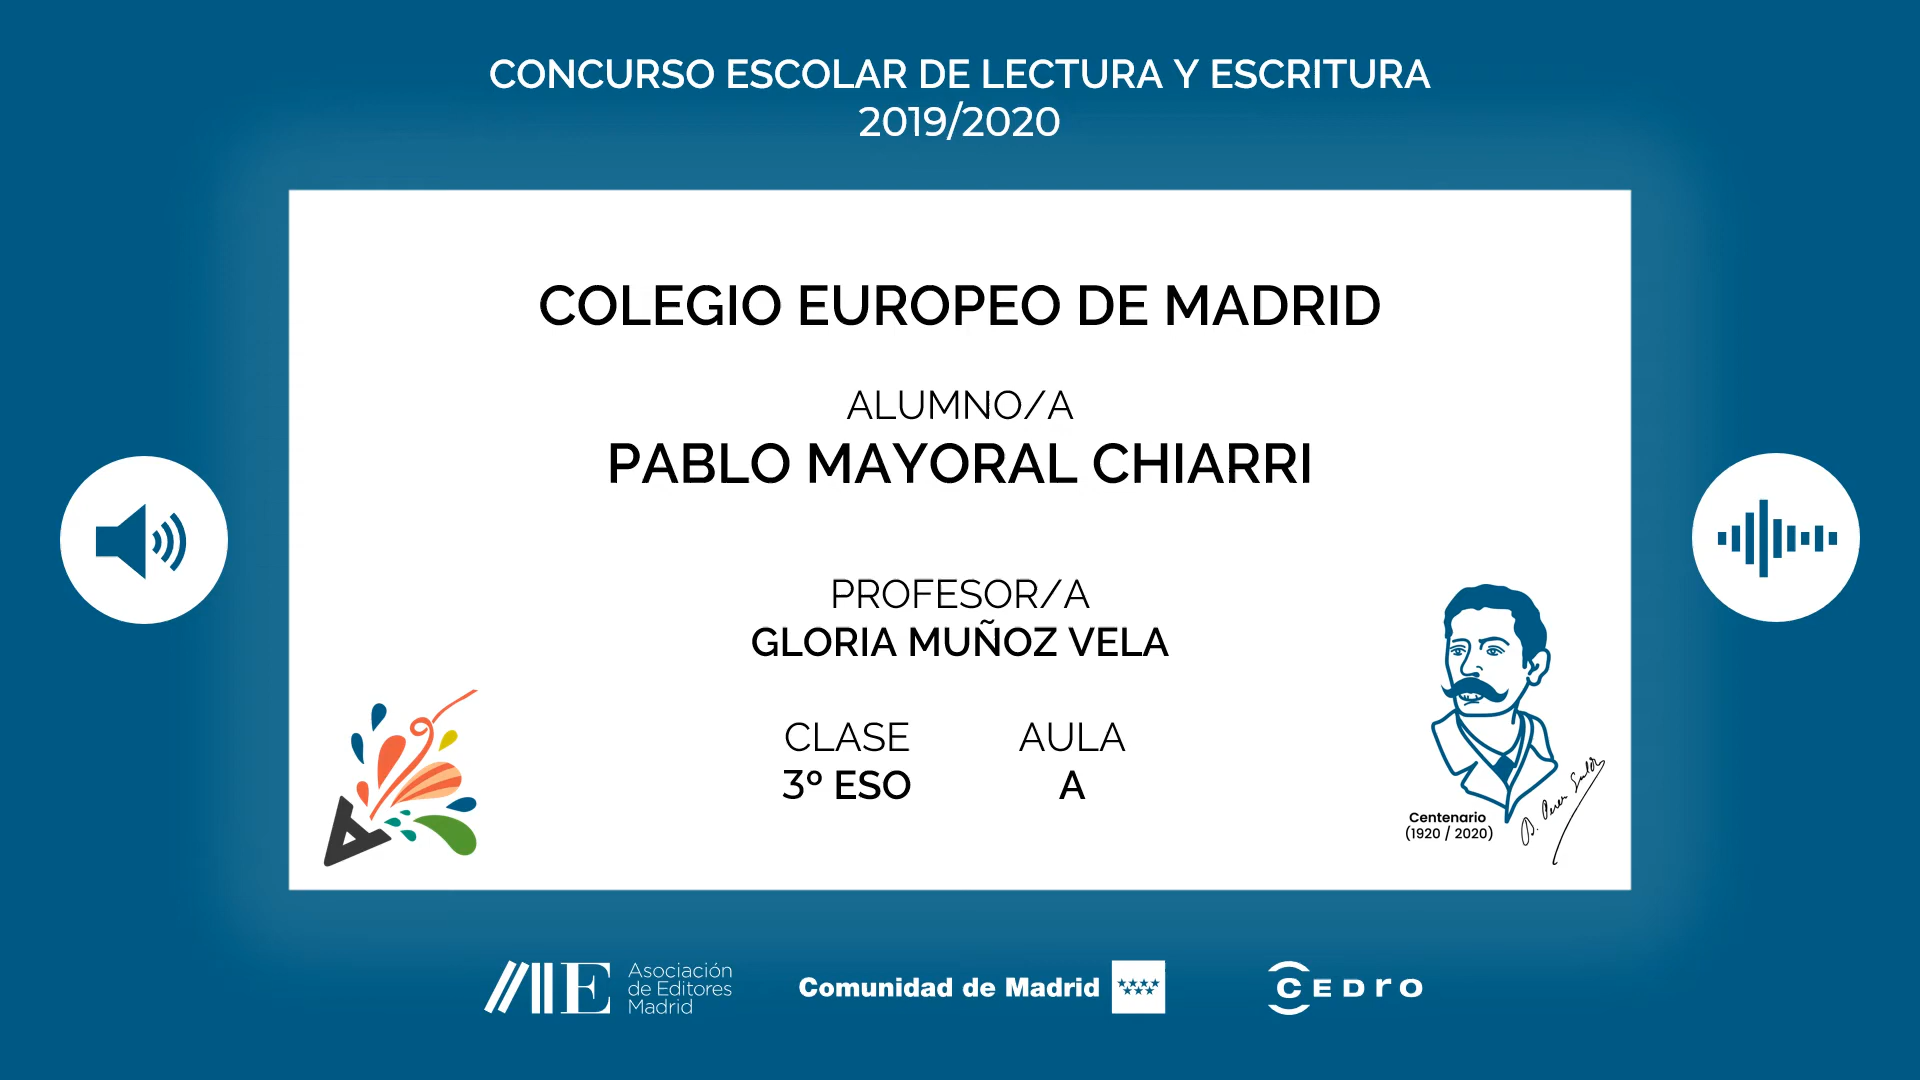 CONCURSO ESCOLAR DE LECTURA Y ESCRITURA
2019/2020
COLEGIO EUROPEO DE MADRID
ALUMNO/A
PABLO MAYORAL CHIARRI
PROFESOR/A
GLORIA MUÑOZ VELA
CLASE AULA
3º ESO A
Centenario
(1920 / 2020)
Asociación
de Editores
Madrid
Comunidad de Madrid
CEDRO